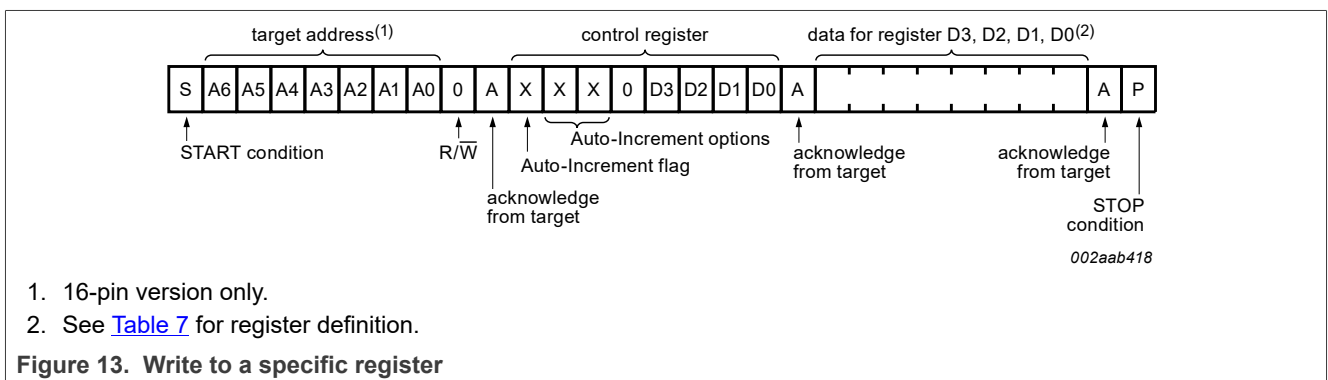 target address(1) control register data for register D3, D2, D1, D0(2)
S A6 A5 A4 A3 A2 A1 A0 0 A X X X 0 D3 D2 D1 D0 A A P
START condition R/W̅ Auto-Increment options acknowledge from target acknowledge from target
Auto-Increment flag
acknowledge from target
STOP condition
002aab418
1. 16-pin version only.
2. See Table 7 for register definition.
Figure 13. Write to a specific register